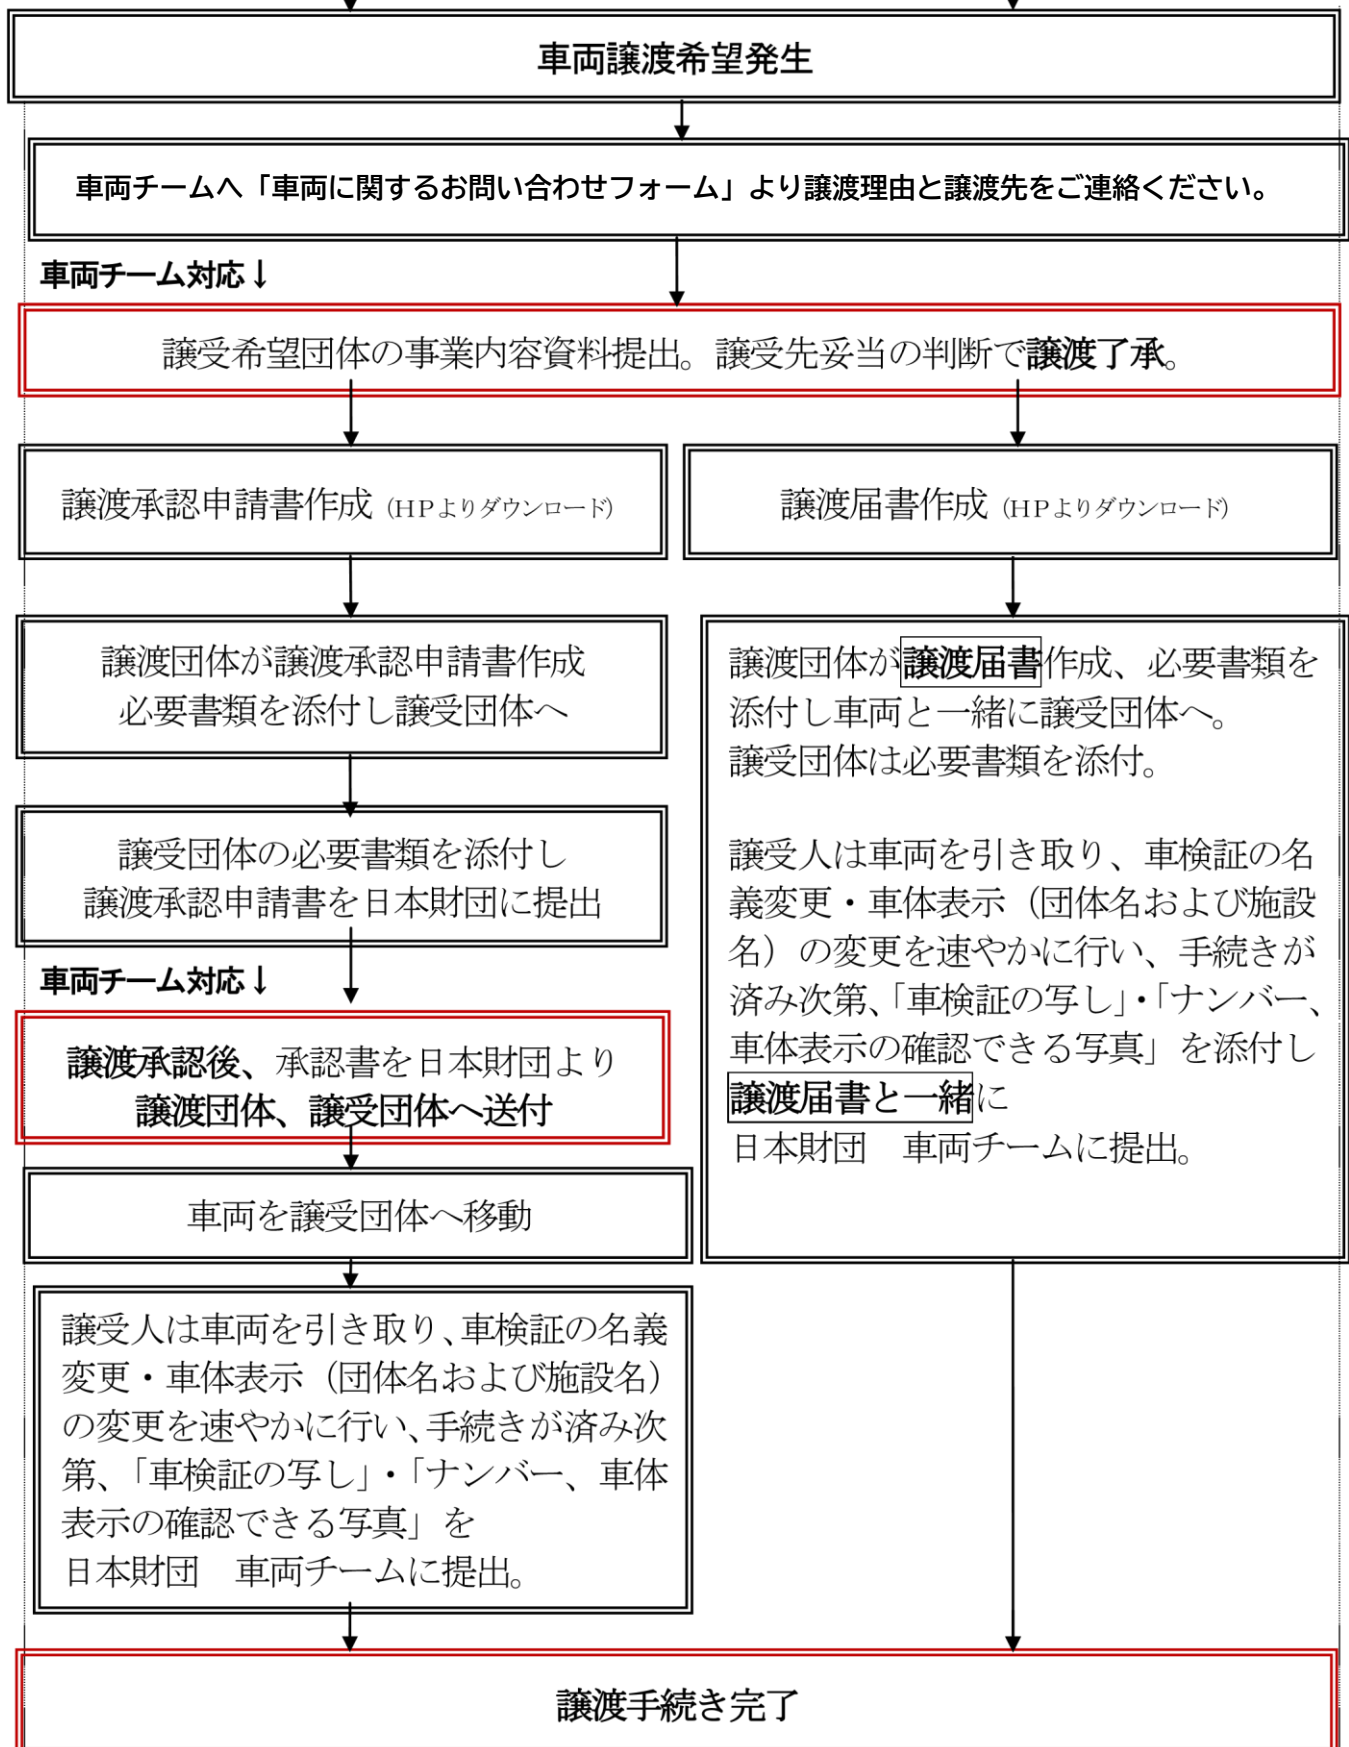 車両譲渡希望発生
車両チームへ「車両に関するお問い合わせフォーム」より譲渡理由と譲渡先をご連絡ください。
車両チーム対応↓
譲受希望団体の事業内容資料提出。譲受先妥当の判断で譲渡了承。
譲渡承認申請書作成（HPよりダウンロード）
譲渡団体が譲渡承認申請書作成
必要書類を添付し譲受団体へ
譲受団体の必要書類を添付し
譲渡承認申請書を日本財団に提出
車両チーム対応↓
譲渡承認後、承認書を日本財団より
譲渡団体、譲受団体へ送付
車両を譲受団体へ移動
譲受人は車両を引き取り、車検証の名義
変更・車体表示（団体名および施設名）
の変更を速やかに行い、手続きが済み次
第、「車検証の写し」・「ナンバー、車体
表示の確認できる写真」を
日本財団　車両チームに提出。
譲渡届書作成（HPよりダウンロード）
譲渡団体が譲渡届書作成、必要書類を
添付し車両と一緒に譲受団体へ。
譲受団体は必要書類を添付。
譲受人は車両を引き取り、車検証の名
義変更・車体表示（団体名および施設
名）の変更を速やかに行い、手続きが
済み次第、「車検証の写し」・「ナンバー、
車体表示の確認できる写真」を添付し
譲渡届書と一緒に
日本財団　車両チームに提出。
譲渡手続き完了